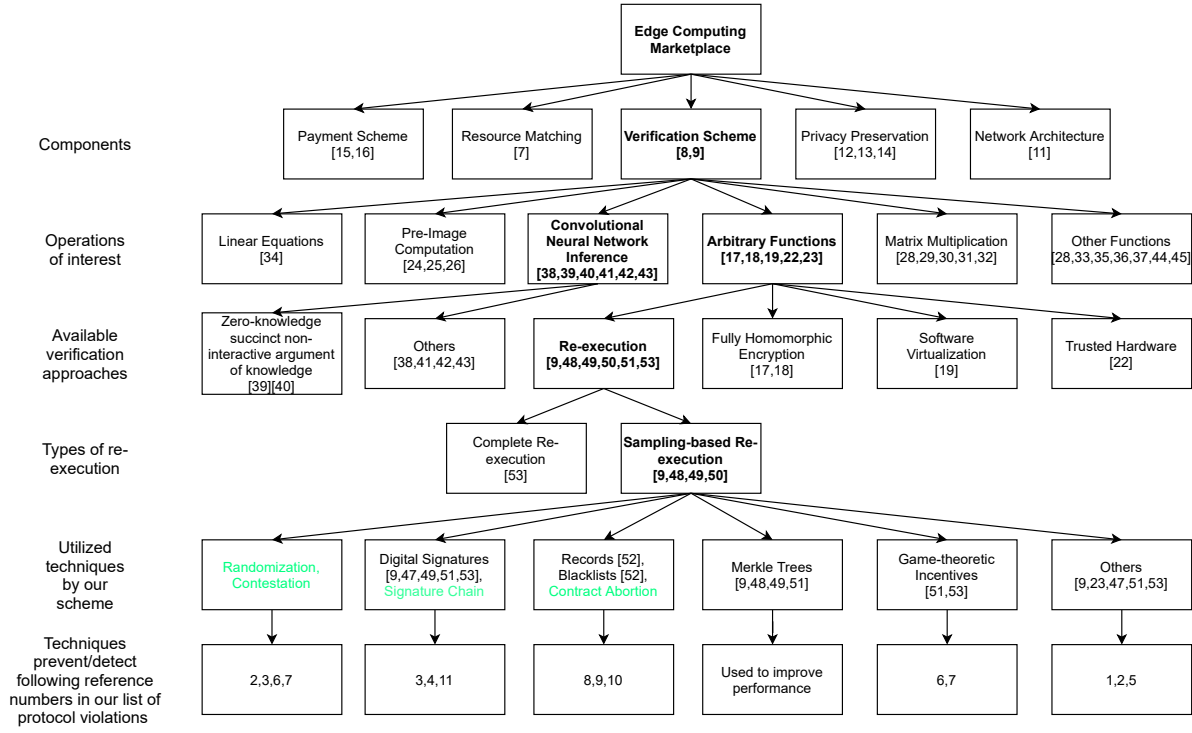 Edge Computing
Marketplace
Components
Payment Scheme
[15,16]
Resource Matching
[7]
Verification Scheme
[8,9]
Privacy Preservation
[12,13,14]
Network Architecture
[11]
Operations
of interest
Linear Equations
[34]
Pre-Image
Computation
[24,25,26]
Convolutional
Neural Network
Inference
[38,39,40,41,42,43]
Arbitrary Functions
[17,18,19,22,23]
Matrix Multiplication
[28,29,30,31,32]
Other Functions
[28,33,35,36,37,44,45]
Available
verification
approaches
Zero-knowledge
succinct non-
interactive argument
of knowledge
[39][40]
Others
[38,41,42,43]
Re-execution
[9,48,49,50,51,53]
Fully Homomorphic
Encryption
[17,18]
Software
Virtualization
[19]
Trusted Hardware
[22]
Types of re-
execution
Complete Re-
execution
[53]
Sampling-based Re-
execution
[9,48,49,50]
Utilized
techniques
by our
scheme
Randomization,
Contestation
Digital Signatures
[9,47,49,51,53],
Signature Chain
Records [52],
Blacklists [52],
Contract Abortion
Merkle Trees
[9,48,49,51]
Game-theoretic
Incentives
[51,53]
Others
[9,23,47,51,53]
Techniques
prevent/detect
following reference
numbers in our list of
protocol violations
2,3,6,7
3,4,11
8,9,10
Used to improve
performance
6,7
1,2,5